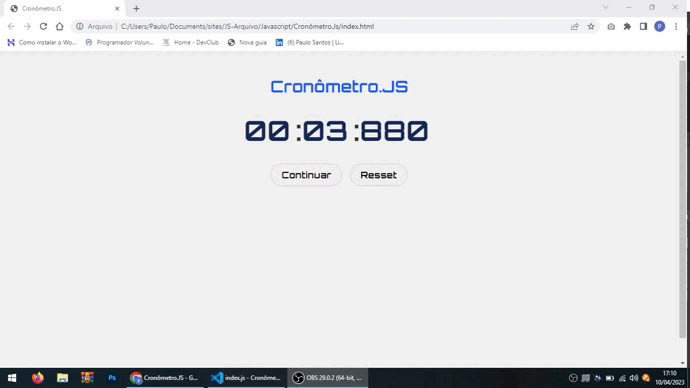 Cronômetro.JS
Arquivo C:/Users/Paulo/Documents/sites/JS-Arquivo/Javascript/CronômetroJs/index.html
P
Como instalar o Wo... Programador Volun... Home - DevClub Nova guia (6) Paulo Santos | Li...
Cronômetro.JS
00 :03 :880
Continuar Resset
Ps Cronômetro.JS - G... index.js - Cronôme... OBS 29.0.2 (64-bit, ... 17:10
10/04/2023